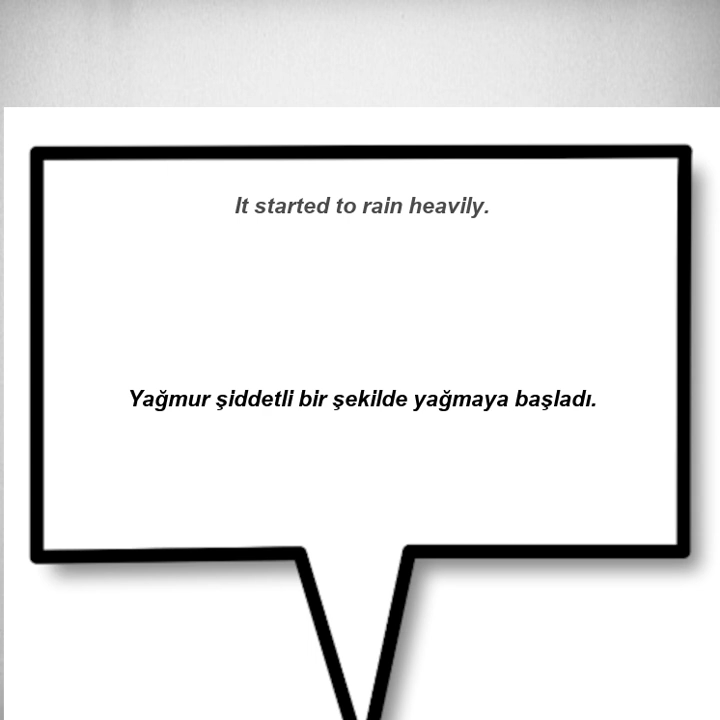 It started to rain heavily.
Yağmur şiddetli bir şekilde yağmaya başladı.